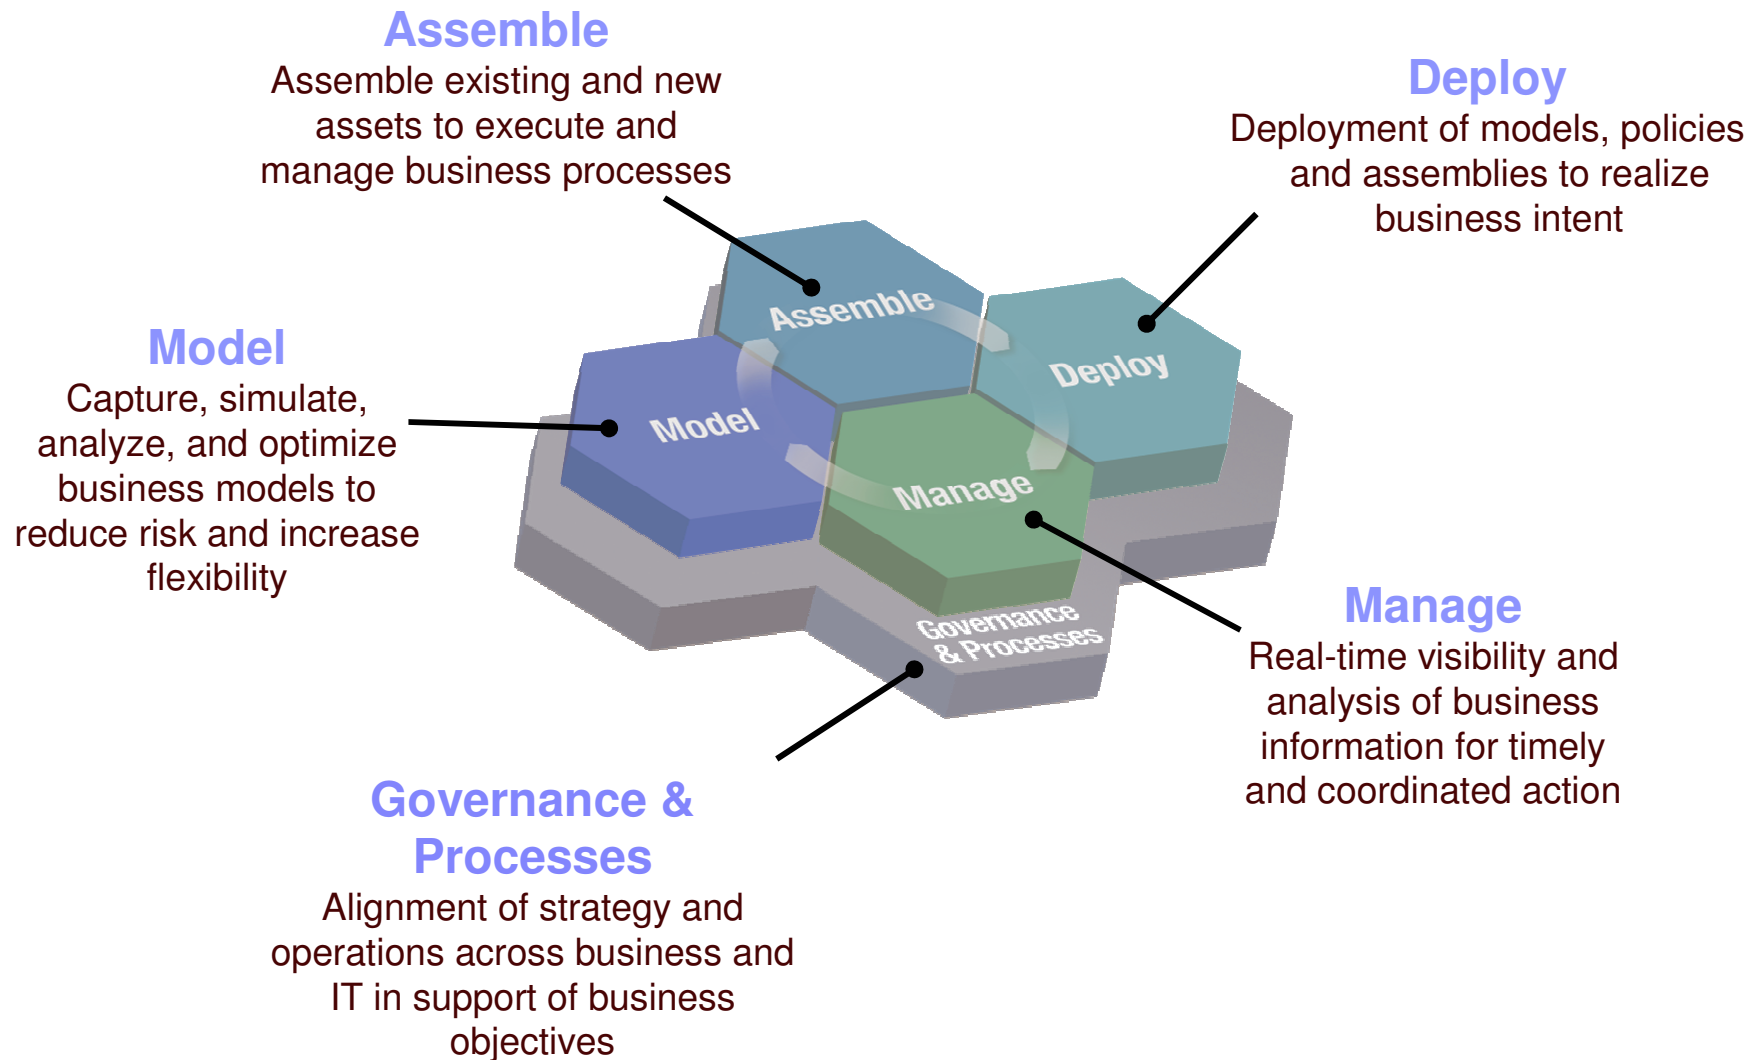 Assemble
Assemble existing and new
assets to execute and
manage business processes
Deploy
Deployment of models, policies
and assemblies to realize
business intent
Model
Capture, simulate,
analyze, and optimize
business models to
reduce risk and increase
flexibility
Assemble
Deploy
Model
Manage
Governance
& Processes
Manage
Real-time visibility and
analysis of business
information for timely
and coordinated action
Governance &
Processes
Alignment of strategy and
operations across business and
IT in support of business
objectives